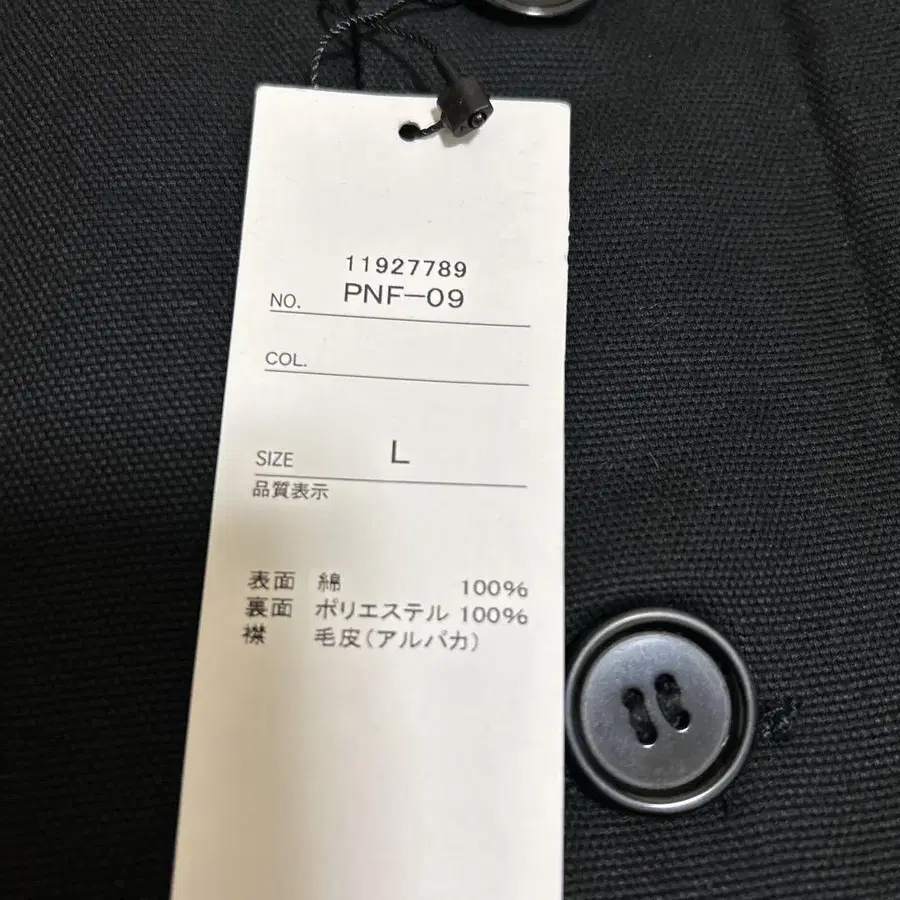 11927789
NO. PNF-09
COL.
SIZE L
品質表示
表面 綿 100%
裏面 ポリエステル 100%
襟 毛皮(アルパカ)